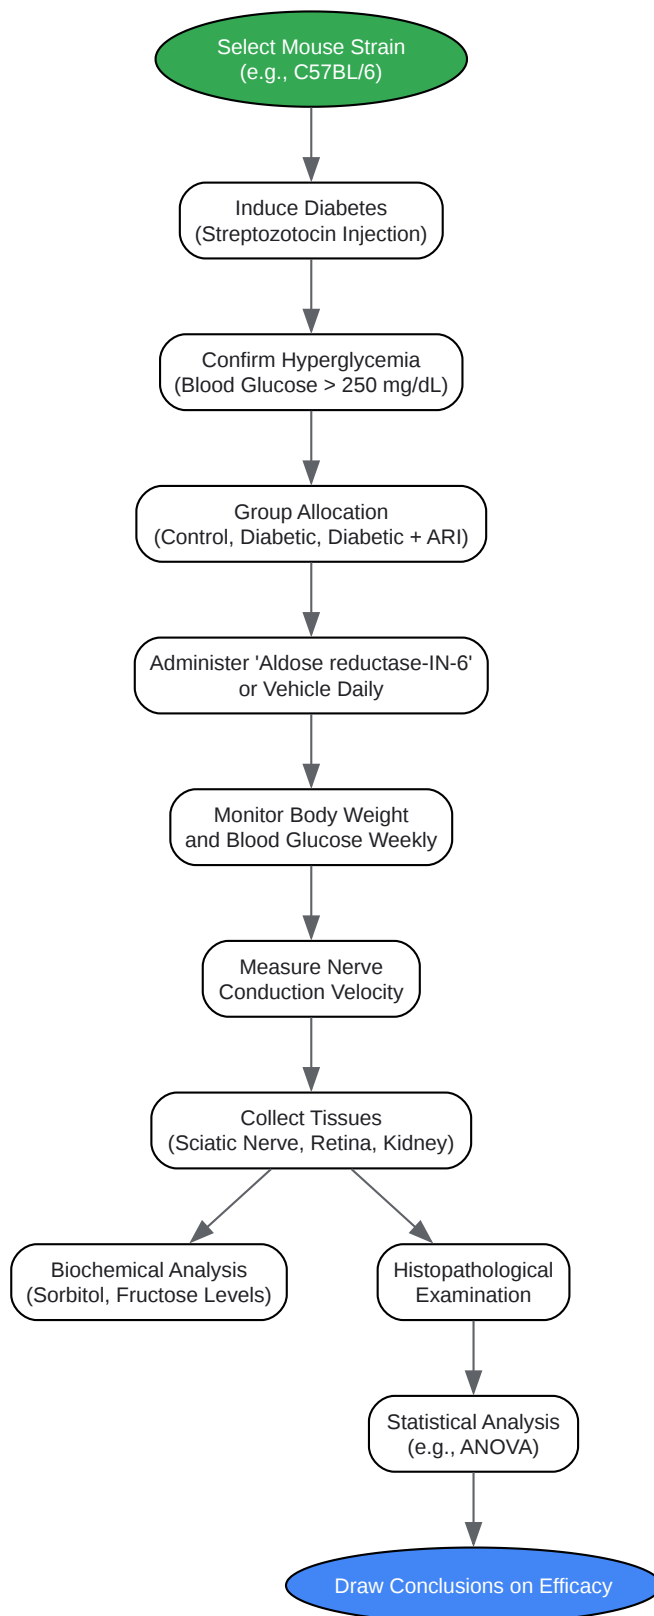 Select Mouse Strain
(e.g., C57BL/6)
Induce Diabetes
(Streptozotocin Injection)
Confirm Hyperglycemia
(Blood Glucose > 250 mg/dL)
Group Allocation
(Control, Diabetic, Diabetic + ARI)
Administer 'Aldose reductase-IN-6'
or Vehicle Daily
Monitor Body Weight
and Blood Glucose Weekly
Measure Nerve
Conduction Velocity
Collect Tissues
(Sciatic Nerve, Retina, Kidney)
Biochemical Analysis
(Sorbitol, Fructose Levels)
Histopathological
Examination
Statistical Analysis
(e.g., ANOVA)
Draw Conclusions on Efficacy